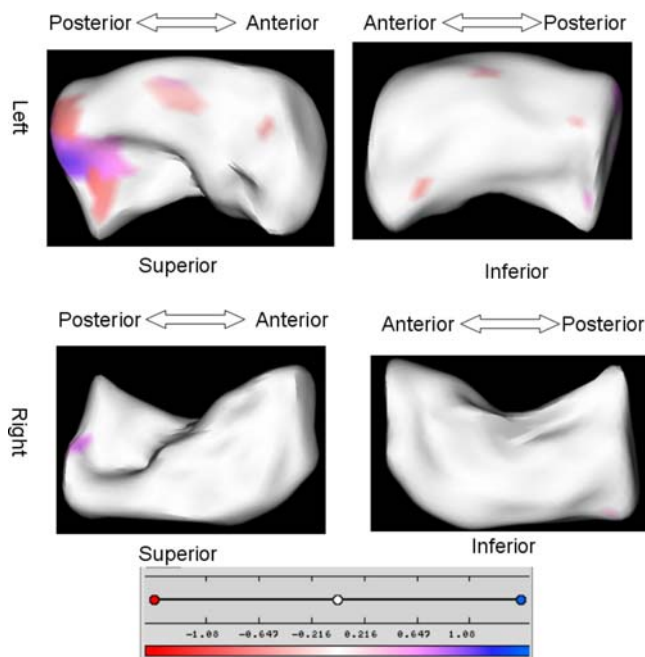 Posterior Anterior
Anterior Posterior
Left
Superior
Inferior
Posterior Anterior
Anterior Posterior
Right
Superior
Inferior
-1.08 -0.647 -0.216 0.216 0.647 1.08